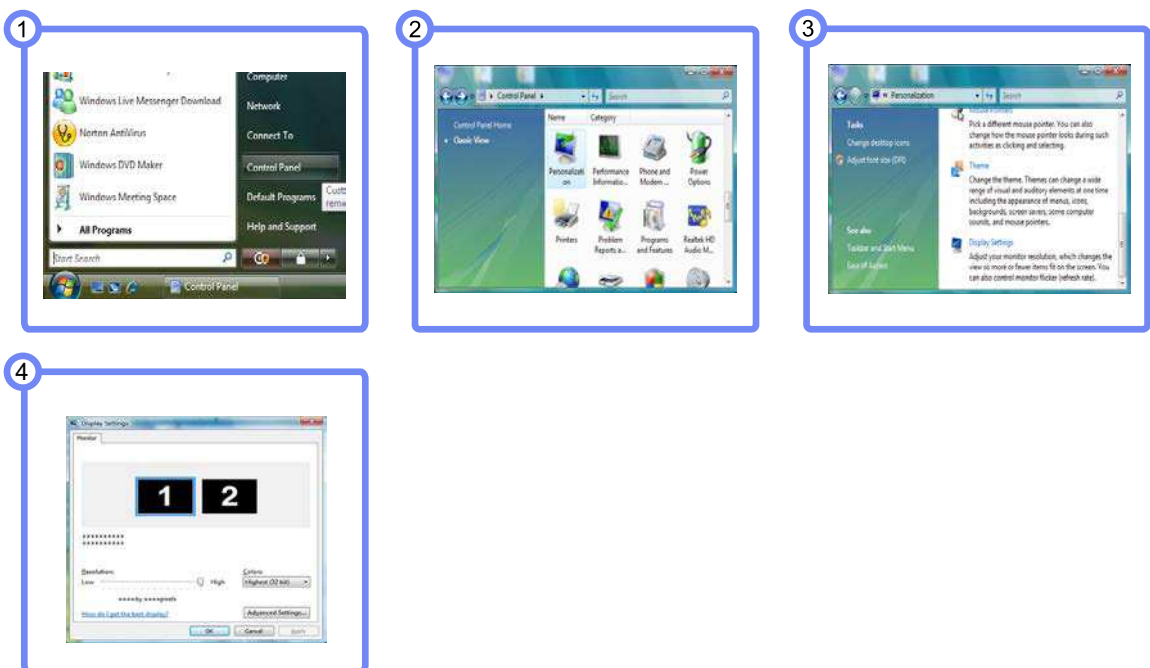 1
Computer
Windows Live Messenger Download
Network
Norton AntiVirus
Connect To
Windows DVD Maker
Control Panel
Windows Meeting Space
Default Programs
All Programs
Help and Support
Start Search
Control Panel
2
Control Panel
Search
Control Panel Home
Classic View
Name Category
Personalizati
on
Performance
Informatio...
Phone and
Modem ...
Power
Options
Printers
Problem
Reports a...
Programs
and Features
Realtek HD
Audio M...
3
Personalization
Search
Tasks
Change desktop icons
Adjust font size (DPI)
See also
Taskbar and Start Menu
Ease of Access
Mouse Pointers
Pick a different mouse pointer. You can also
change how the mouse pointer looks during such
activities as clicking and selecting.
Theme
Change the theme. Themes can change a wide
range of visual and auditory elements at one time
including the appearance of menus, icons,
backgrounds, screen savers, some computer
sounds, and mouse pointers.
Display Settings
Adjust your monitor resolution, which changes the
view so more or fewer items fit on the screen. You
can also control monitor flicker (refresh rate).
4
Display Settings
Monitor
1 2
**********
**********
Resolution:
Low High
Colors:
Highest (32 bit)
****by ****pixels
How do I get the best display?
Advanced Settings...
OK Cancel Apply